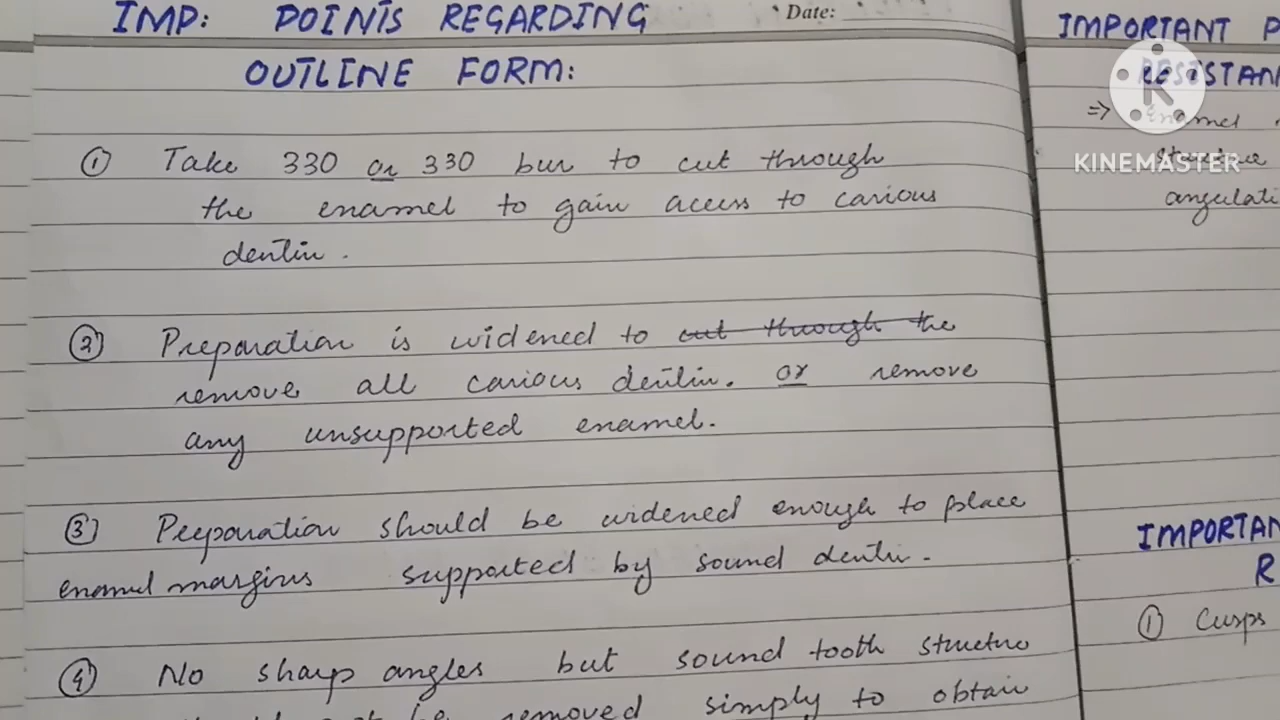 IMP: POINTS REGARDING
Date:
OUTLINE FORM:
① Take 330 or 330 bur to cut through
the enamel to gain access to carious
dentin.
② Preparation is widened to cut through the
remove all carious dentin. or remove
any unsupported enamel.
③ Preparation should be widened enough to place
enamel margins supported by sound dentin.
④ No sharp angles but sound tooth structure
be removed simply to obtain
IMPORTANT P
RESISTAN
⇒ Enamel
angulati
IMPORTAN
R
① Cusps
K
KINEMASTER